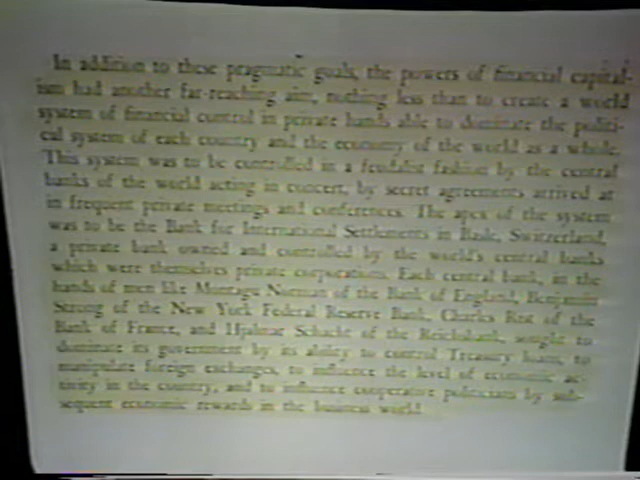 In addition to these pragmatic goals, the powers of financial capital-
ism had another far-reaching aim, nothing less than to create a world
system of financial control in private hands able to dominate the politi-
cal system of each country and the economy of the world as a whole.
This system was to be controlled in a feudalist fashion by the central
banks of the world acting in concert, by secret agreements arrived at
in frequent private meetings and conferences. The apex of the system
was to be the Bank for International Settlements in Basle, Switzerland,
a private bank owned and controlled by the world's central banks
which were themselves private corporations. Each central bank, in the
hands of men like Montagu Norman of the Bank of England, Benjamin
Strong of the New York Federal Reserve Bank, Charles Rist of the
Bank of France, and Hjalmar Schacht of the Reichsbank, sought to
dominate its government by its ability to control Treasury loans, to
manipulate foreign exchanges, to influence the level of economic ac-
tivity in the country, and to influence cooperative politicians by sub-
sequent economic rewards in the business world.